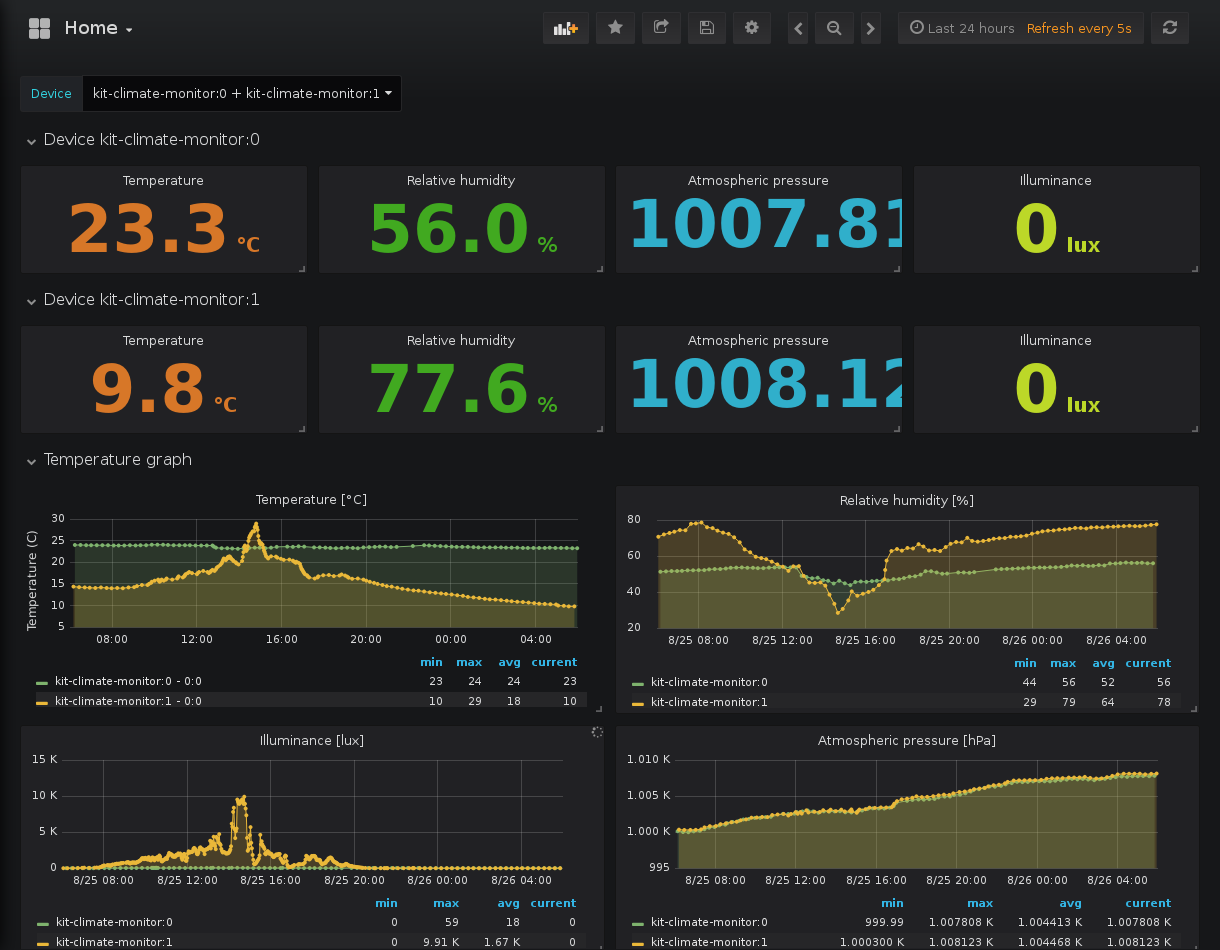 Home
Last 24 hours Refresh every 5s
Device kit-climate-monitor:0 + kit-climate-monitor:1
Device kit-climate-monitor:0
Temperature Relative humidity Atmospheric pressure Illuminance
23.3 °C 56.0 % 1007.81 0 lux
Device kit-climate-monitor:1
Temperature Relative humidity Atmospheric pressure Illuminance
9.8 °C 77.6 % 1008.12 0 lux
Temperature graph
Temperature [°C]
Temperature (C)
30
25
20
15
10
5
08:00 12:00 16:00 20:00 00:00 04:00
min max avg current
kit-climate-monitor:0 - 0:0 23 24 24 23
kit-climate-monitor:1 - 0:0 10 29 18 10
Relative humidity [%]
80
60
40
20
8/25 08:00 8/25 12:00 8/25 16:00 8/25 20:00 8/26 00:00 8/26 04:00
min max avg current
kit-climate-monitor:0 44 56 52 56
kit-climate-monitor:1 29 79 64 78
Illuminance [lux]
15 K
10 K
5 K
0
8/25 08:00 8/25 12:00 8/25 16:00 8/25 20:00 8/26 00:00 8/26 04:00
min max avg current
kit-climate-monitor:0 0 59 18 0
kit-climate-monitor:1 0 9.91 K 1.67 K 0
Atmospheric pressure [hPa]
1.010 K
1.005 K
1.000 K
995
8/25 08:00 8/25 12:00 8/25 16:00 8/25 20:00 8/26 00:00 8/26 04:00
min max avg current
kit-climate-monitor:0 999.99 1.007808 K 1.004413 K 1.007808 K
kit-climate-monitor:1 1.000300 K 1.008123 K 1.004468 K 1.008123 K